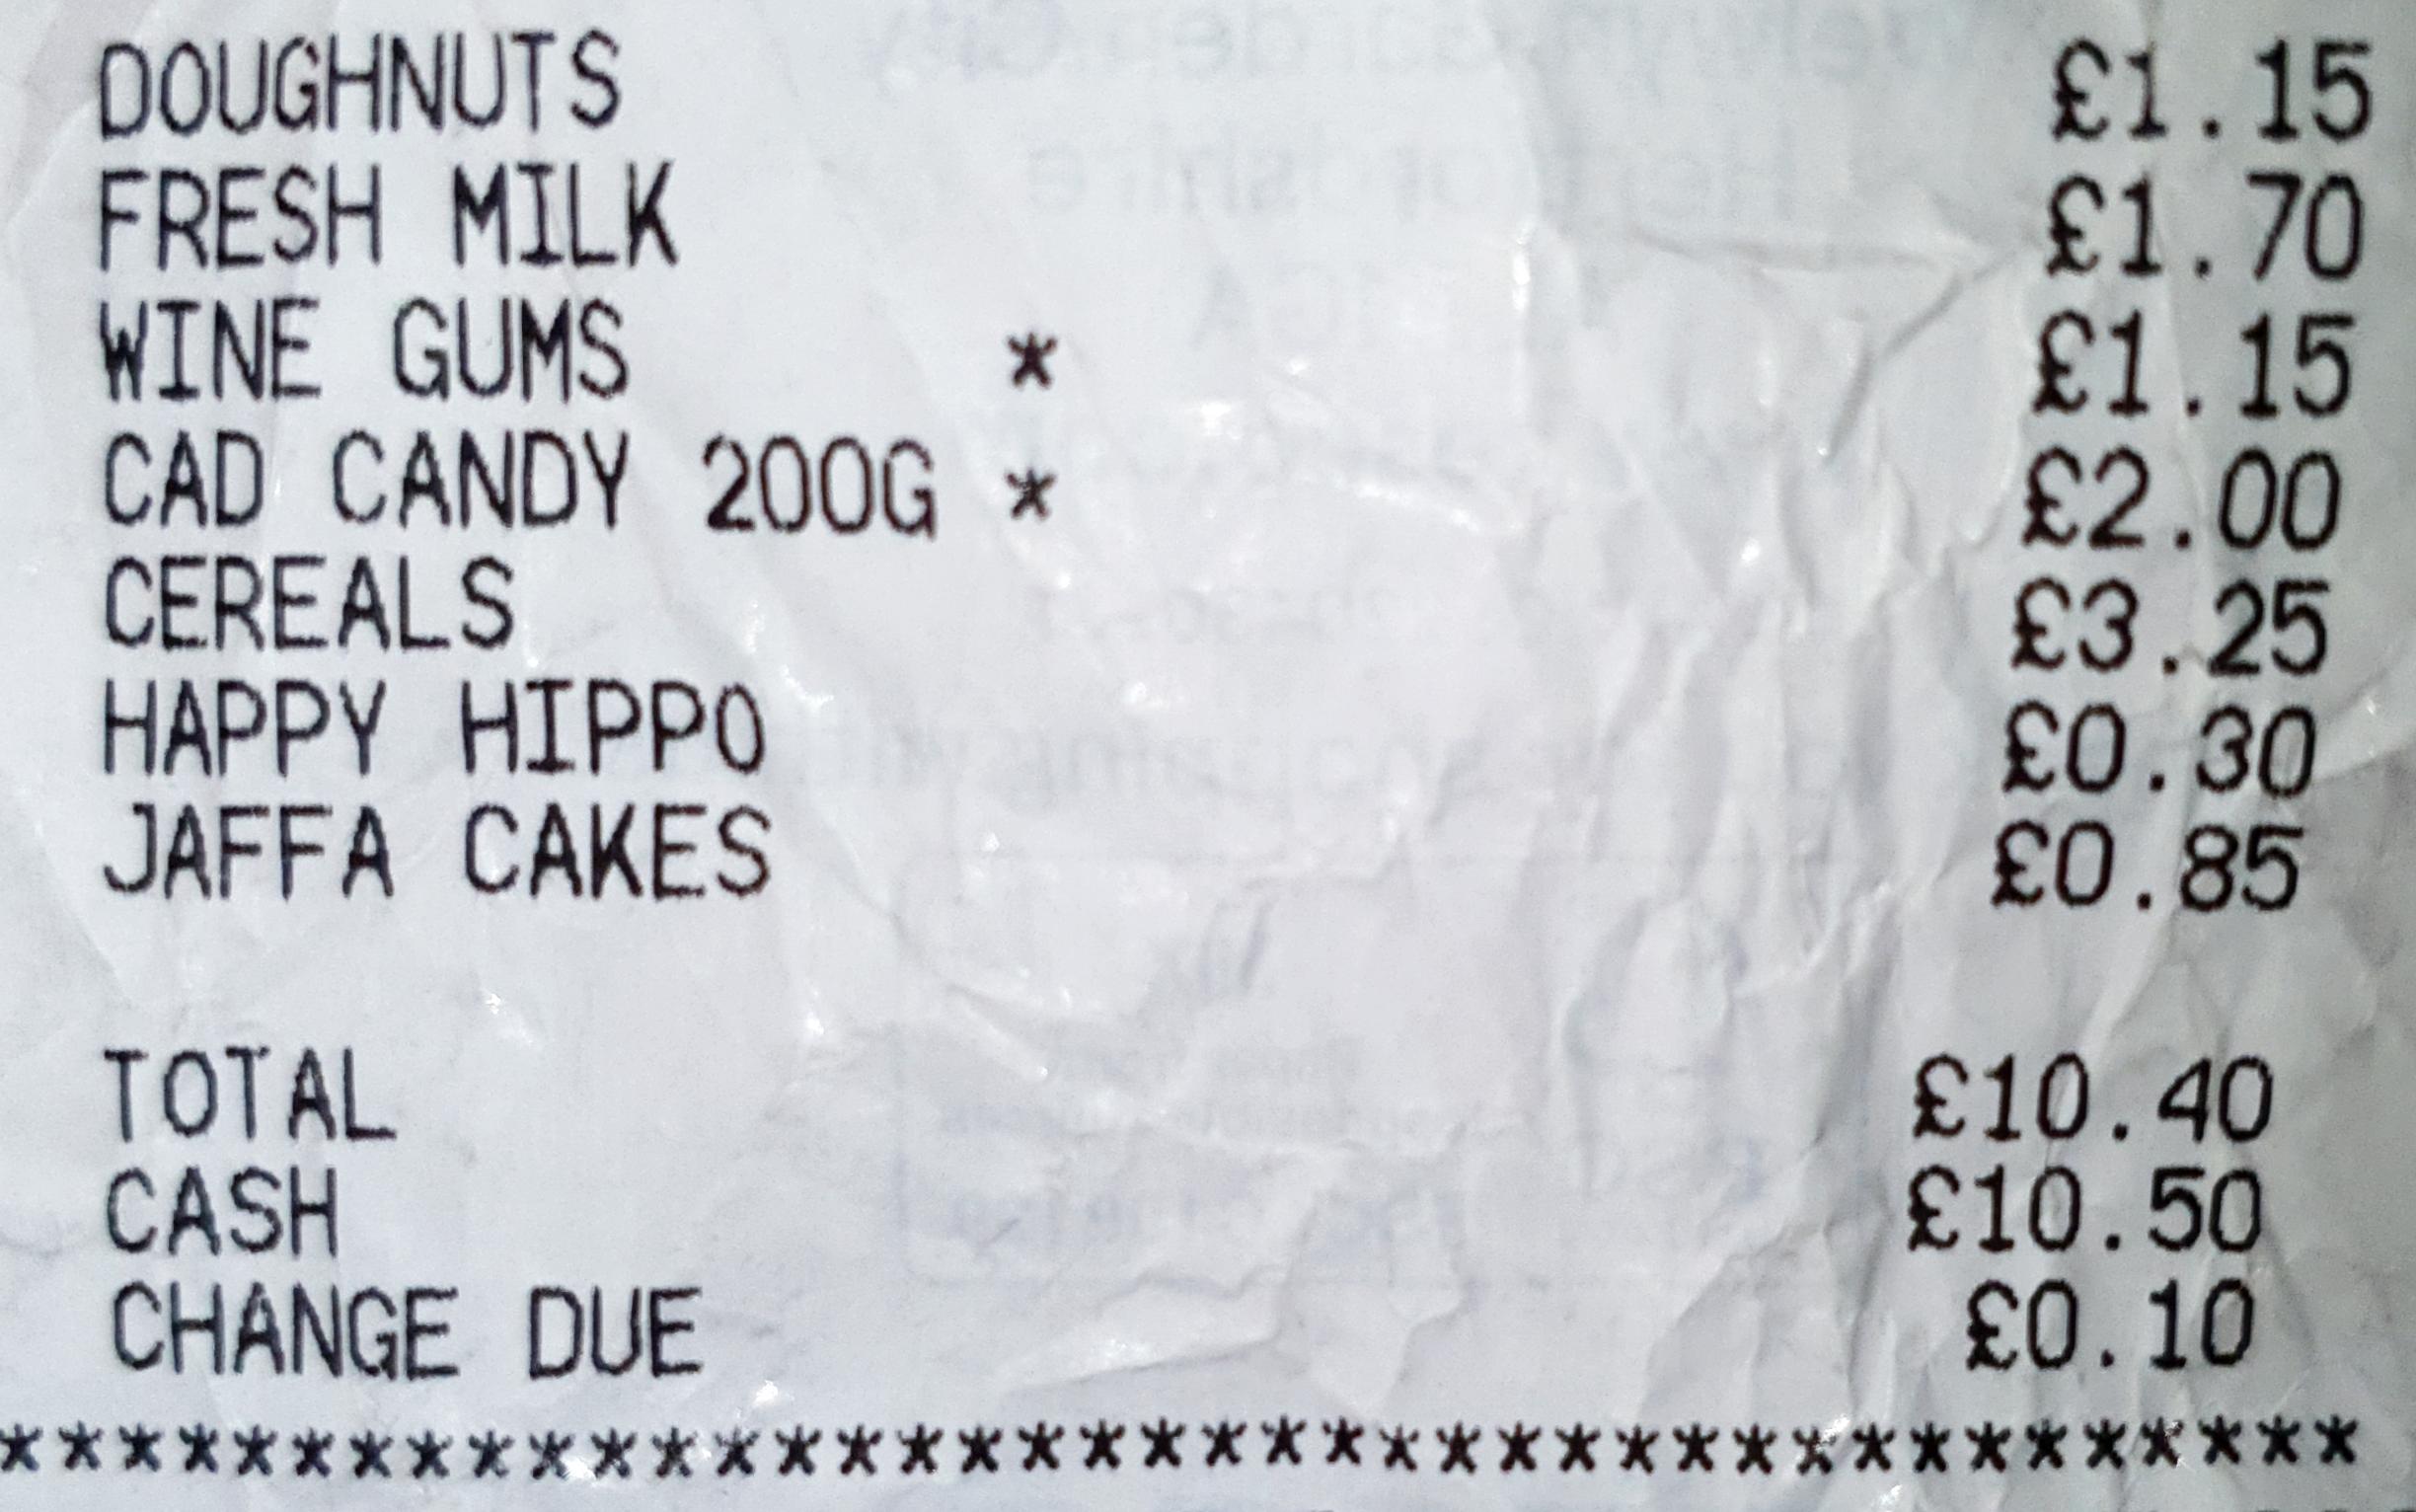 DOUGHNUTS £1.15
FRESH MILK £1.70
WINE GUMS * £1.15
CAD CANDY 200G * £2.00
CEREALS £3.25
HAPPY HIPPO £0.30
JAFFA CAKES £0.85
TOTAL £10.40
CASH £10.50
CHANGE DUE £0.10
****************************************